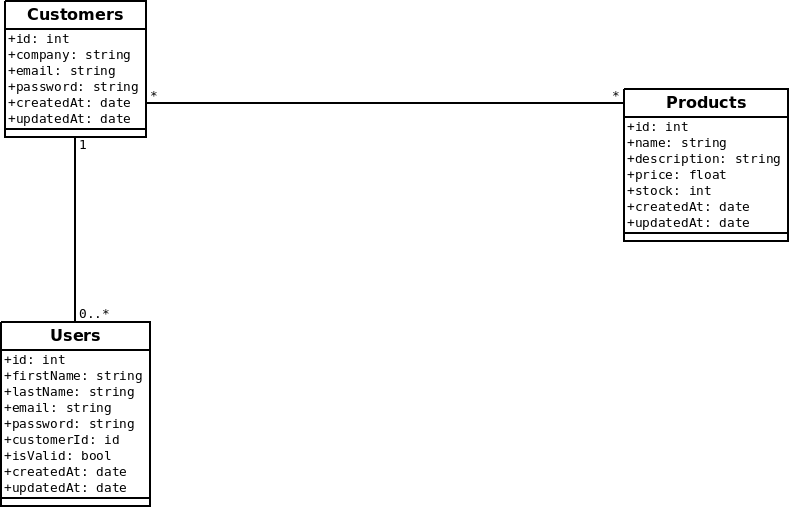 Customers
+id: int
+company: string
+email: string
+password: string
+createdAt: date
+updatedAt: date
*
*
Products
+id: int
+name: string
+description: string
+price: float
+stock: int
+createdAt: date
+updatedAt: date
1
0..*
Users
+id: int
+firstName: string
+lastName: string
+email: string
+password: string
+customerId: id
+isValid: bool
+createdAt: date
+updatedAt: date